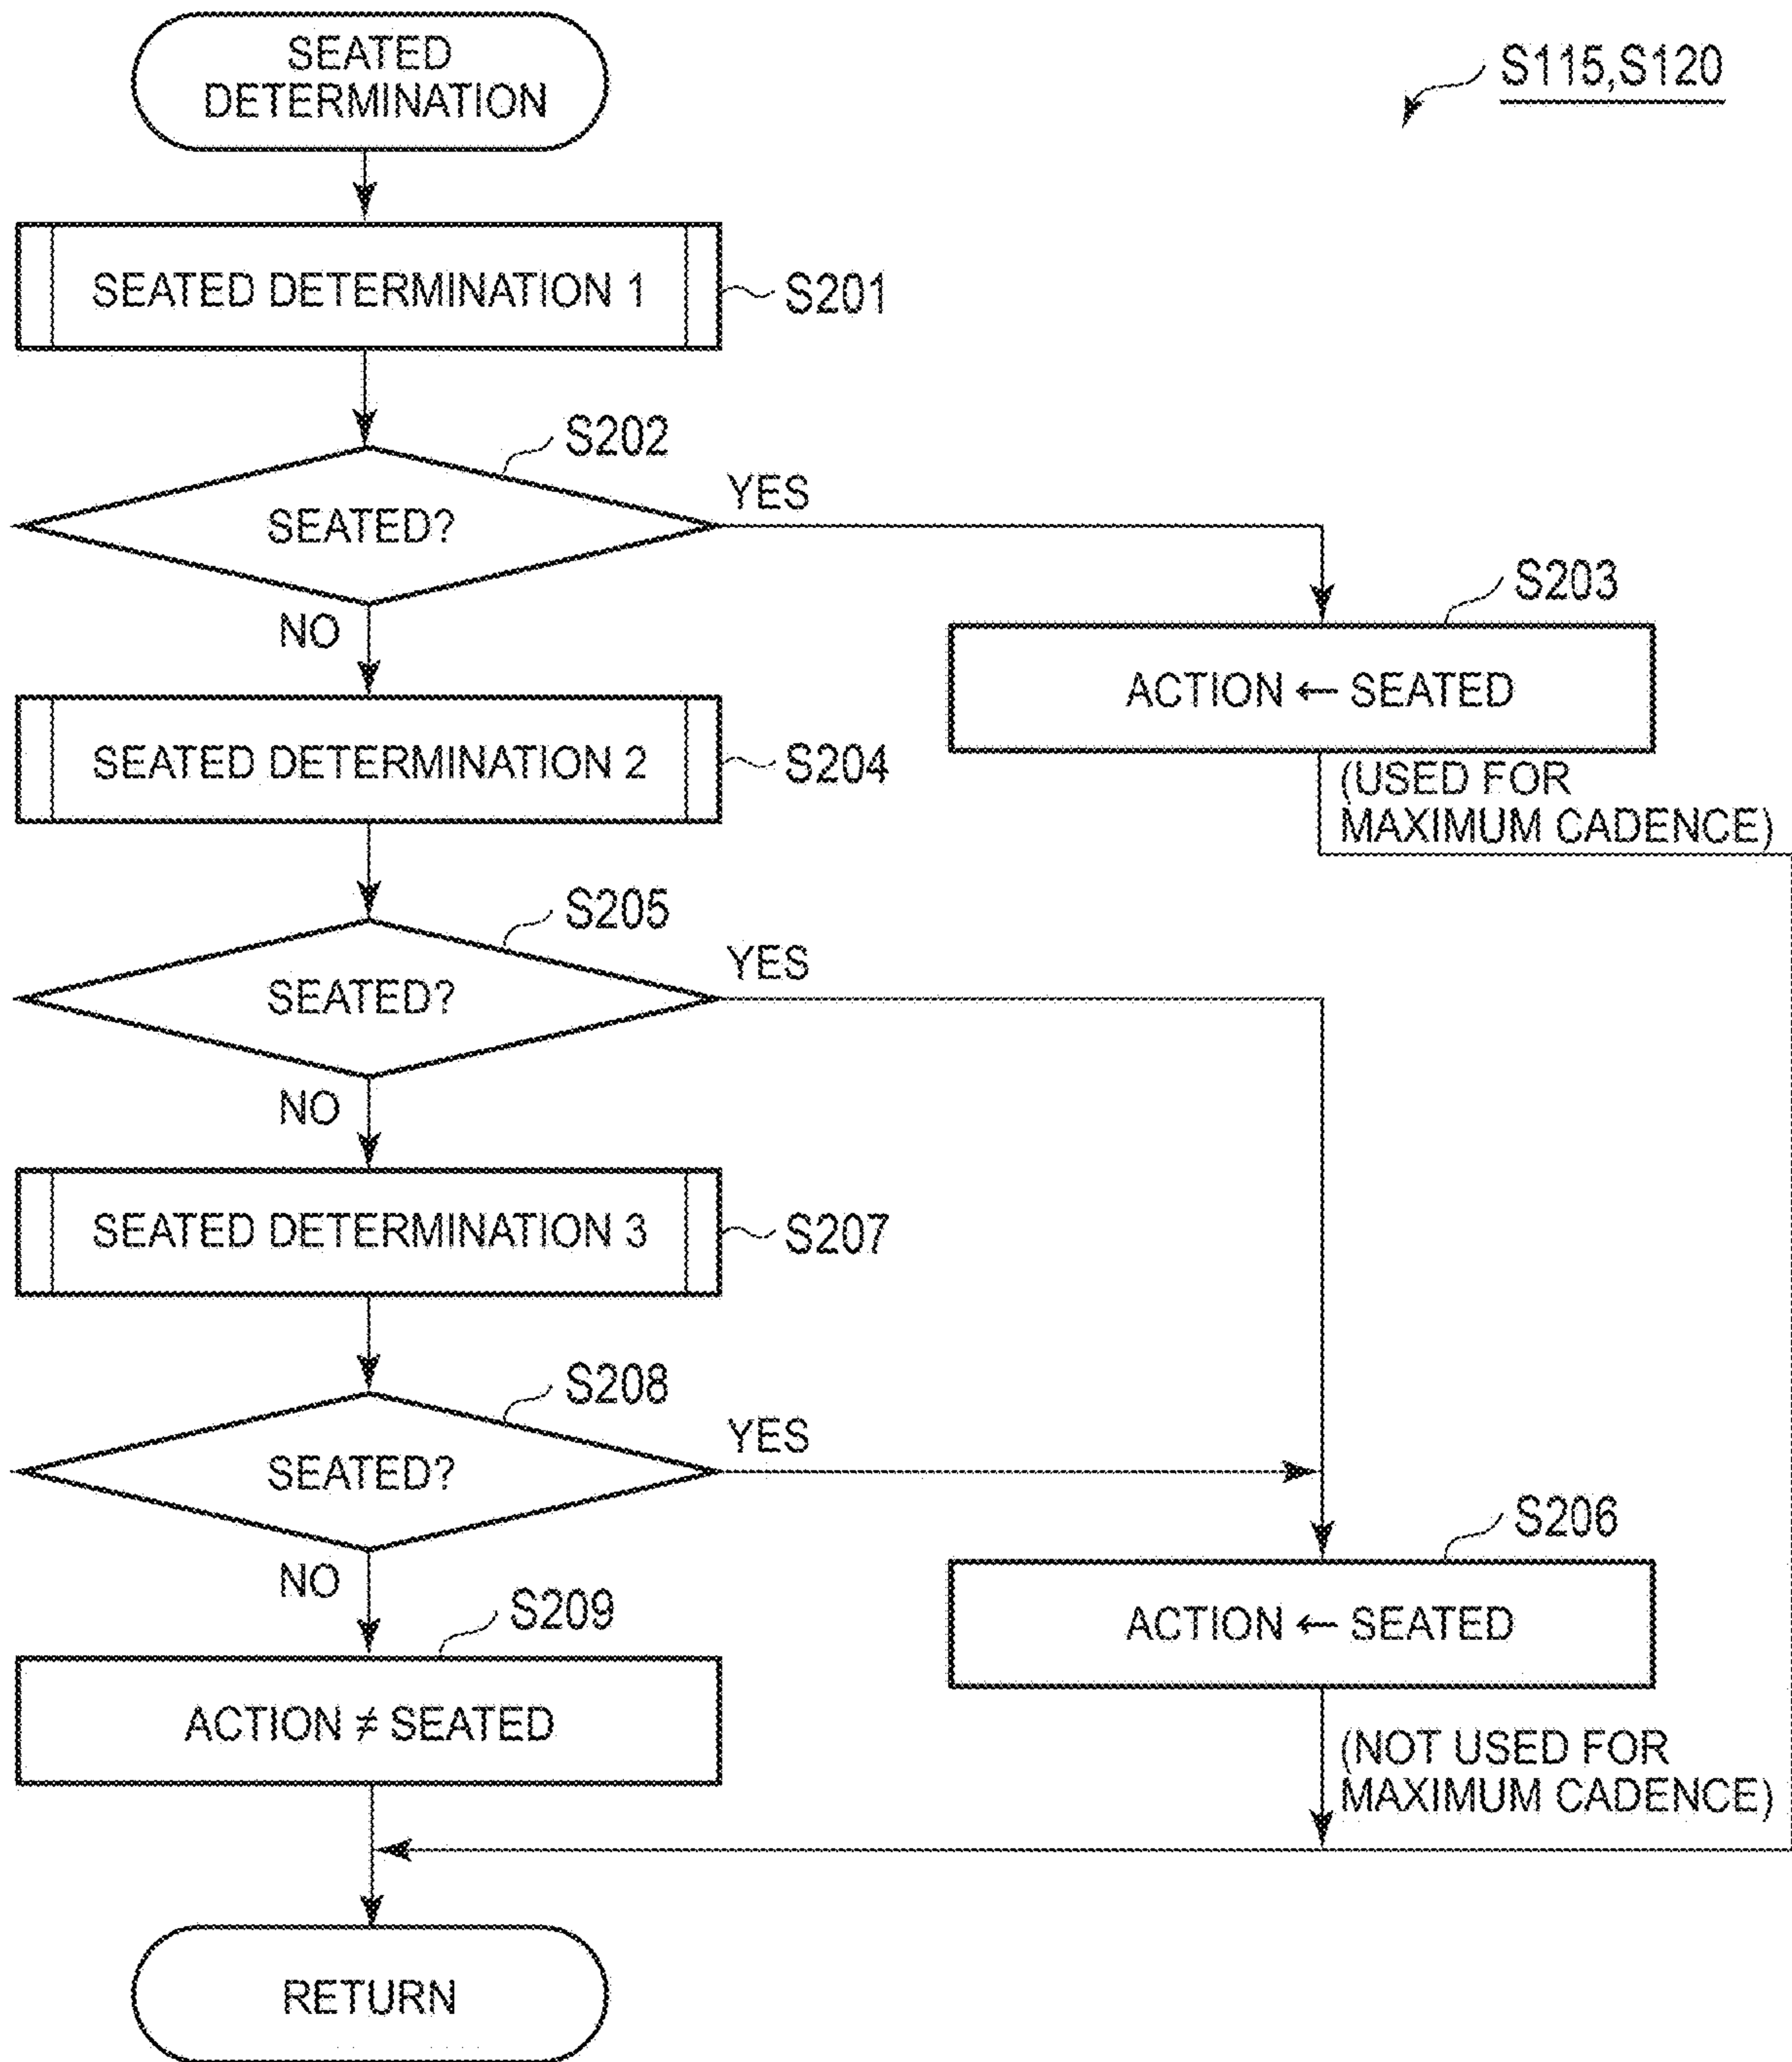 SEATED
DETERMINATION
S115,S120
SEATED DETERMINATION 1
S201
S202
SEATED?
YES
NO
S203
ACTION ← SEATED
(USED FOR
MAXIMUM CADENCE)
SEATED DETERMINATION 2
S204
S205
SEATED?
YES
NO
SEATED DETERMINATION 3
S207
S208
SEATED?
YES
NO
S206
ACTION ← SEATED
(NOT USED FOR
MAXIMUM CADENCE)
S209
ACTION ≠ SEATED
RETURN